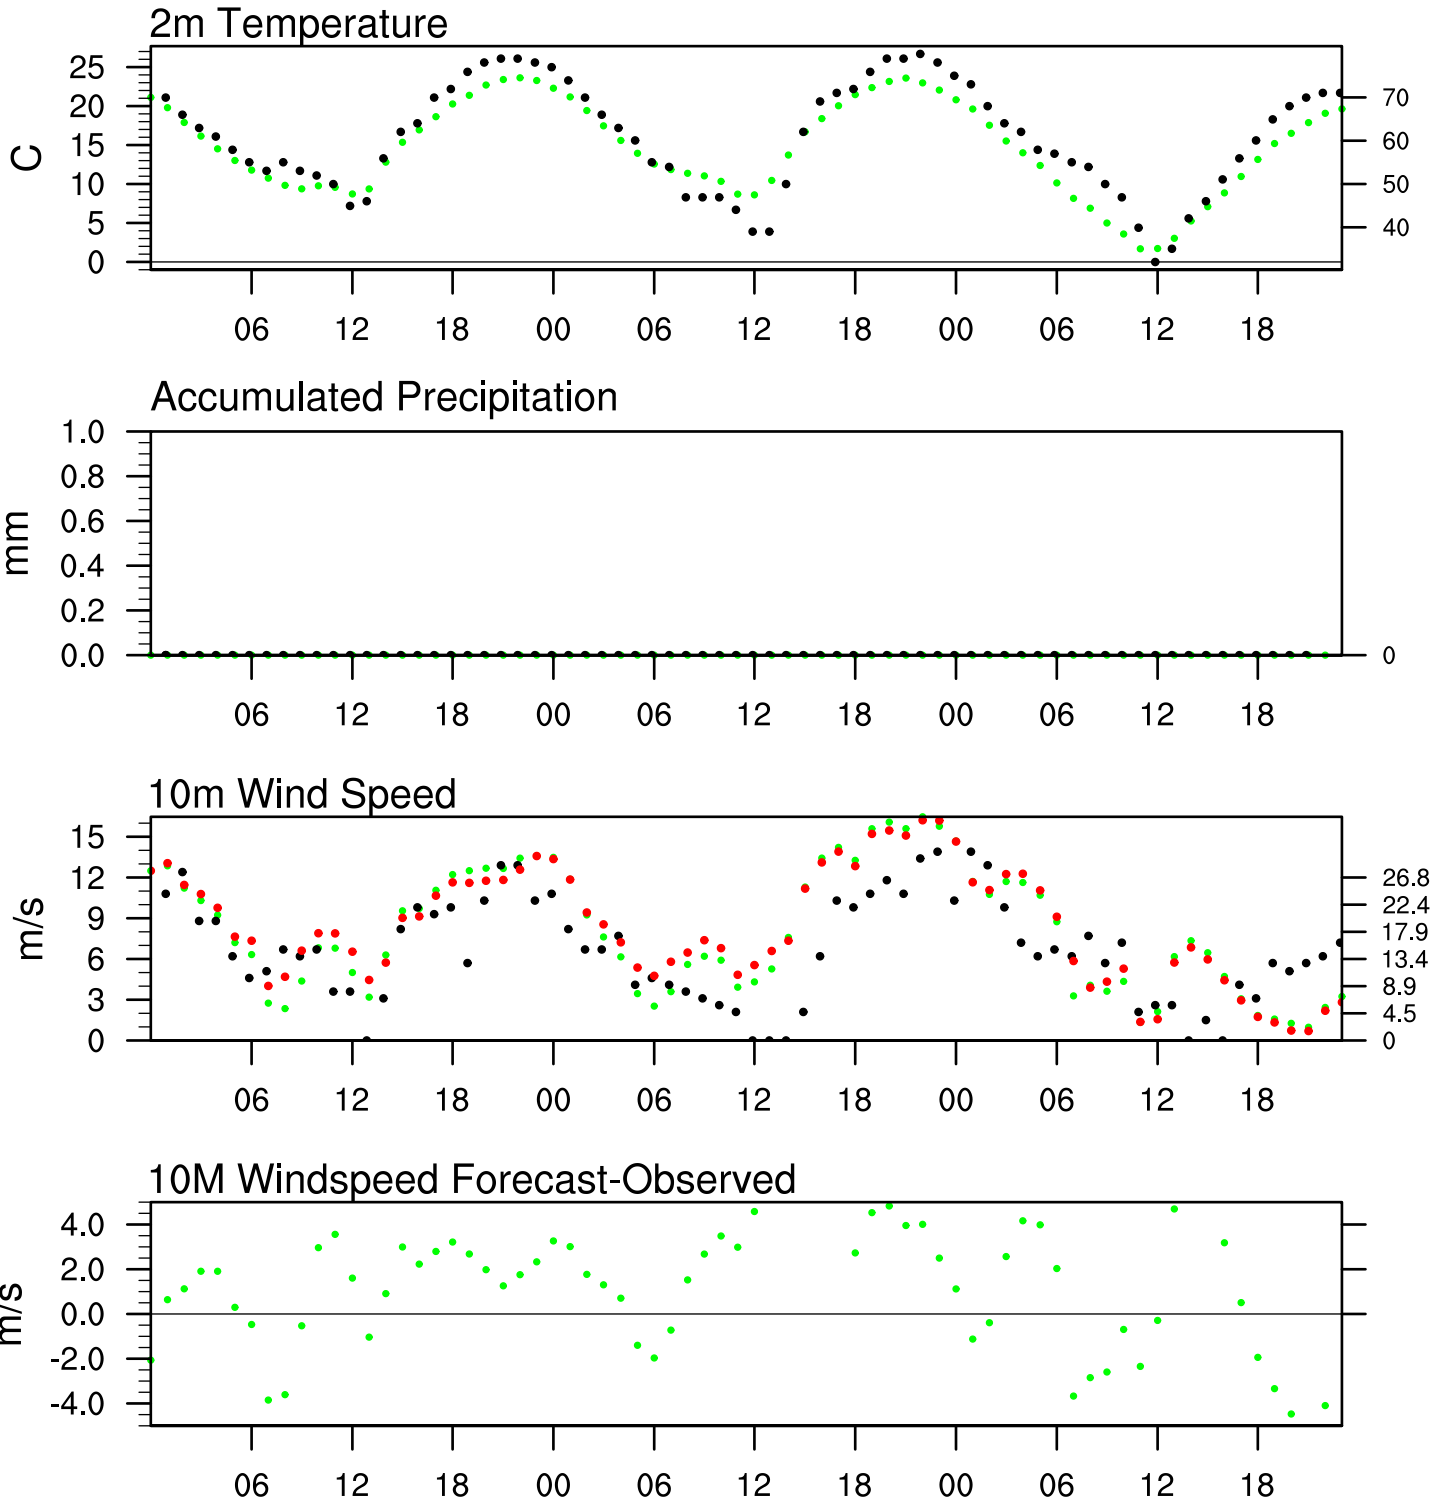 2m Temperature
25
20
15
10
5
0
C
70
60
50
40
06 12 18 00 06 12 18 00 06 12 18
Accumulated Precipitation
1.0
0.8
0.6
0.4
0.2
0.0
mm
0
06 12 18 00 06 12 18 00 06 12 18
10m Wind Speed
15
12
9
6
3
0
m/s
26.8
22.4
17.9
13.4
8.9
4.5
0
06 12 18 00 06 12 18 00 06 12 18
10M Windspeed Forecast-Observed
4.0
2.0
0.0
-2.0
-4.0
m/s
06 12 18 00 06 12 18 00 06 12 18